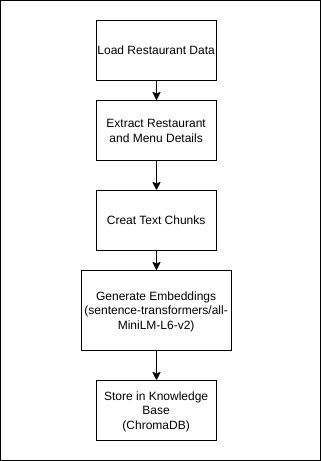 Load Restaurant Data
Extract Restaurant
and Menu Details
Creat Text Chunks
Generate Embeddings
(sentence-transformers/all-
MiniLM-L6-v2)
Store in Knowledge
Base
(ChromaDB)